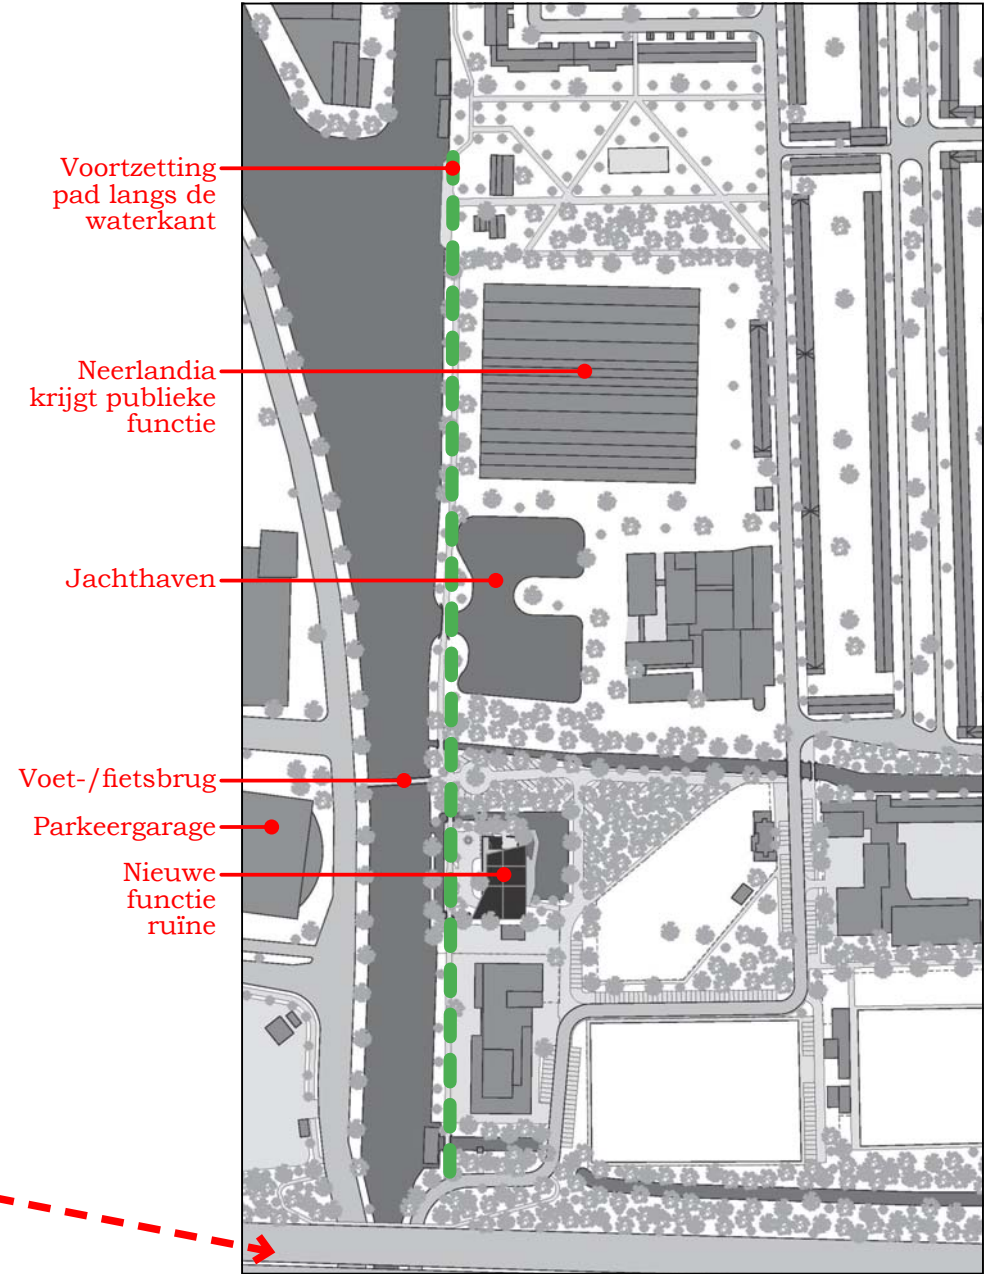 Voortzetting
pad langs de
waterkant
Neerlandia
krijgt publieke
functie
Jachthaven
Voet-/fietsbrug
Parkeergarage
Nieuwe
functie
ruïne